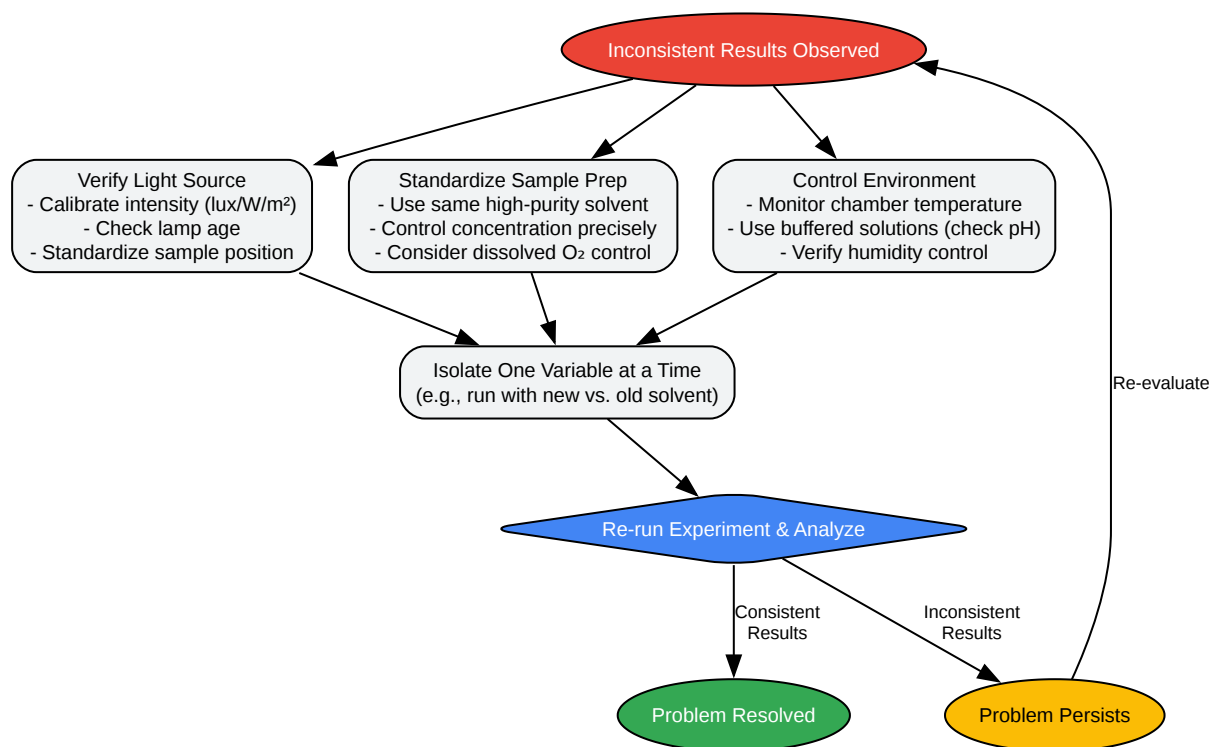 Inconsistent Results Observed
Verify Light Source
- Calibrate intensity (lux/W/m²)
- Check lamp age
- Standardize sample position
Standardize Sample Prep
- Use same high-purity solvent
- Control concentration precisely
- Consider dissolved O₂ control
Control Environment
- Monitor chamber temperature
- Use buffered solutions (check pH)
- Verify humidity control
Isolate One Variable at a Time
(e.g., run with new vs. old solvent)
Re-evaluate
Re-run Experiment & Analyze
Consistent
Results
Inconsistent
Results
Problem Resolved
Problem Persists